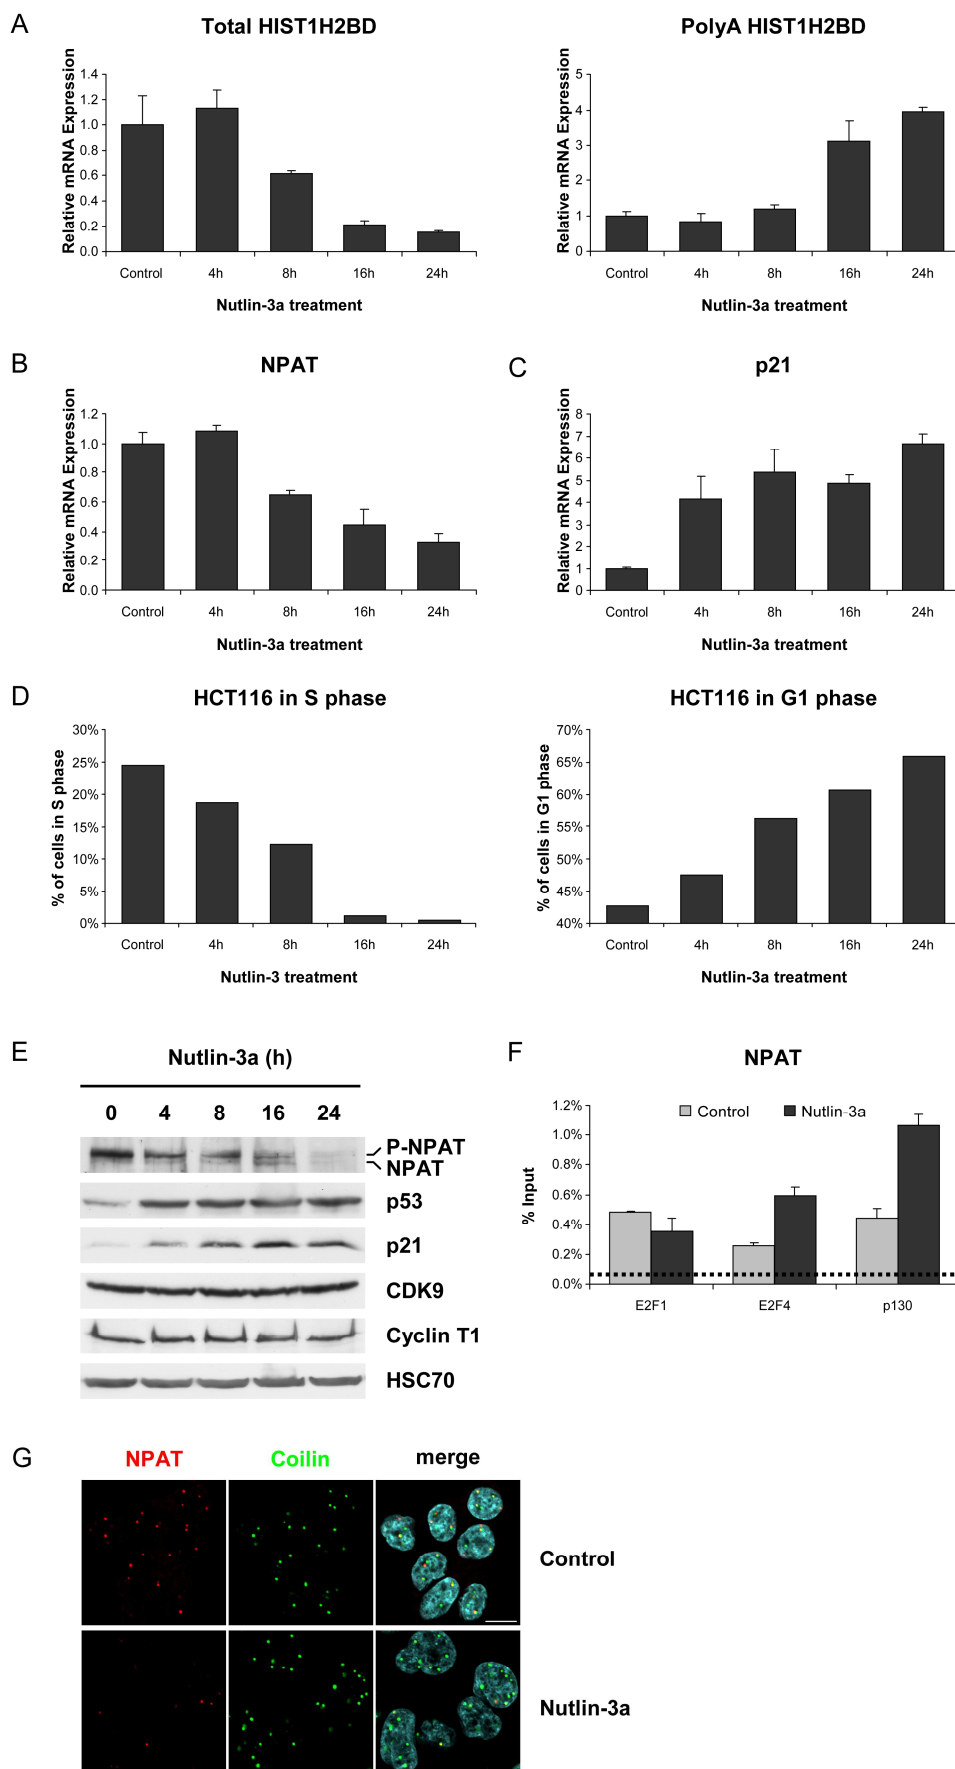 A
Total HIST1H2BD
Relative mRNA Expression
1.4
1.2
1.0
0.8
0.6
0.4
0.2
0.0
Control 4h 8h 16h 24h
Nutlin-3a treatment
PolyA HIST1H2BD
Relative mRNA Expression
5
4
3
2
1
0
Control 4h 8h 16h 24h
Nutlin-3a treatment
B
NPAT
Relative mRNA Expression
1.2
1.0
0.8
0.6
0.4
0.2
0.0
Control 4h 8h 16h 24h
Nutlin-3a treatment
C
p21
Relative mRNA Expression
8
7
6
5
4
3
2
1
0
Control 4h 8h 16h 24h
Nutlin-3a treatment
D
HCT116 in S phase
% of cells in S phase
30%
25%
20%
15%
10%
5%
0%
Control 4h 8h 16h 24h
Nutlin-3 treatment
HCT116 in G1 phase
% of cells in G1 phase
70%
65%
60%
55%
50%
45%
40%
Control 4h 8h 16h 24h
Nutlin-3a treatment
E
Nutlin-3a (h)
0 4 8 16 24
P-NPAT
NPAT
p53
p21
CDK9
Cyclin T1
HSC70
F
NPAT
Control Nutlin-3a
% Input
1.2%
1.0%
0.8%
0.6%
0.4%
0.2%
0.0%
E2F1 E2F4 p130
G
NPAT Coilin merge
Control
Nutlin-3a